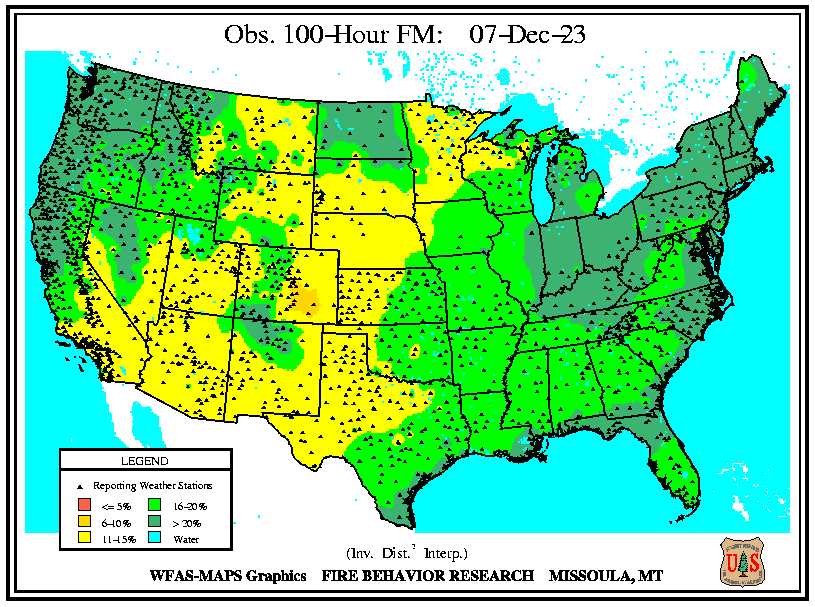 Obs. 100-Hour FM: 07-Dec-23
LEGEND
Reporting Weather Stations
<= 5% 16-20%
6-10% > 20%
11-15% Water
(Inv. Dist.² Interp.)
WFAS-MAPS Graphics FIRE BEHAVIOR RESEARCH MISSOULA, MT
U S